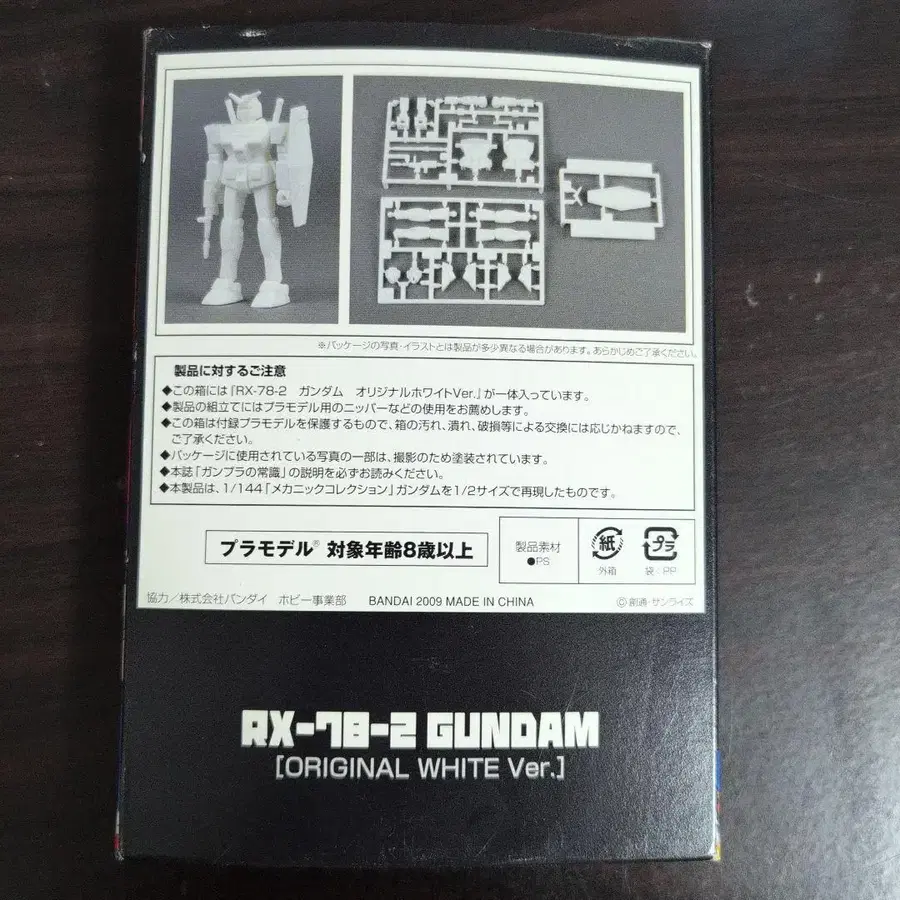 ※パッケージの写真・イラストとは製品が多少異なる場合があります。あらかじめご了承ください。
製品に対するご注意
◆この箱には『RX-78-2 ガンダム オリジナルホワイトVer.』が一体入っています。
◆製品の組立てにはプラモデル用のニッパーなどの使用をお薦めします。
◆この箱は付録プラモデルを保護するもので、箱の汚れ、潰れ、破損等による交換には応じかねますので、
ご了承ください。
◆パッケージに使用されている写真の一部は、撮影のため塗装されています。
◆本誌「ガンプラの常識」の説明を必ずお読みください。
◆本製品は、1/144「メカニックコレクション」ガンダムを1/2サイズで再現したものです。
プラモデル® 対象年齢8歳以上
製品素材
●PS
紙
外箱
プラ
袋:PP
協力/株式会社バンダイ ホビー事業部 BANDAI 2009 MADE IN CHINA ©創通・サンライズ
RX-78-2 GUNDAM
[ORIGINAL WHITE Ver.]